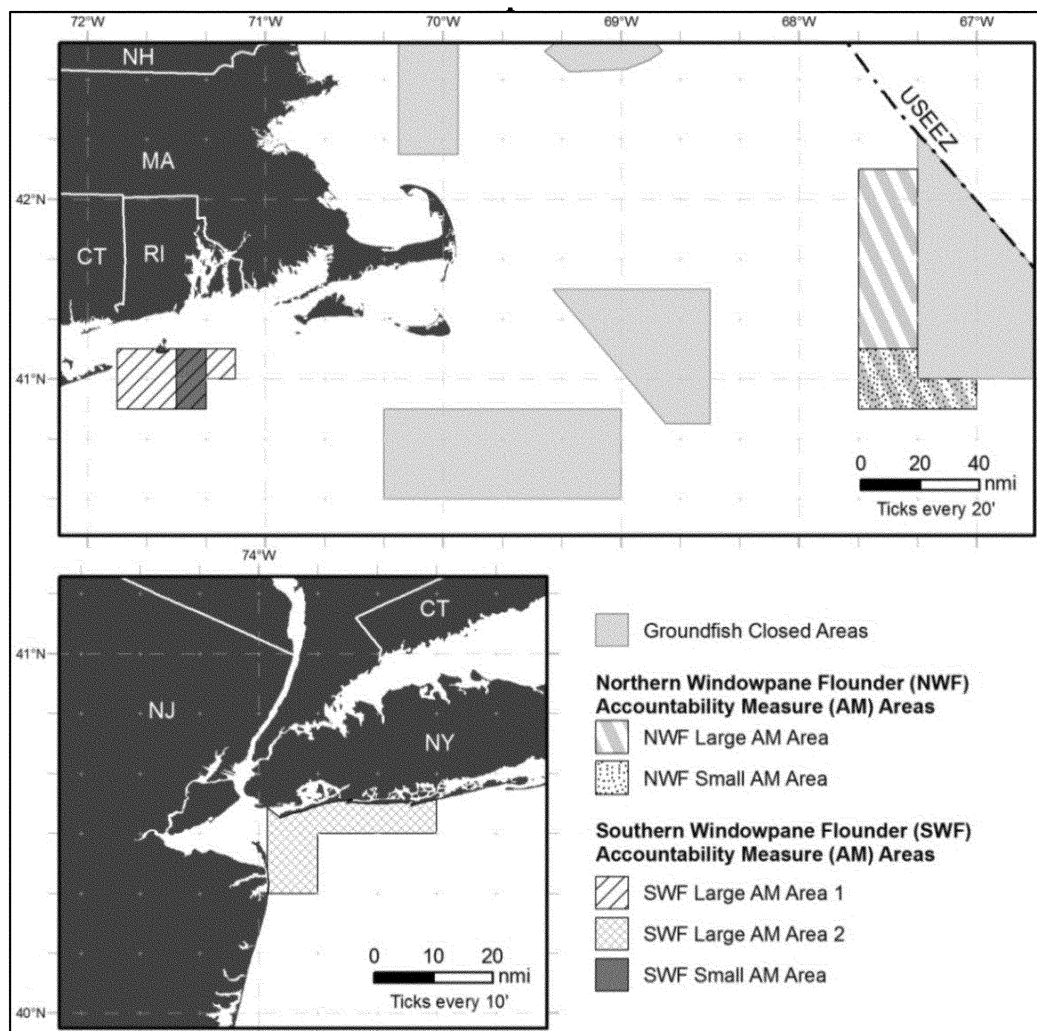 72°W 71°W 70°W 69°W 68°W 67°W
NH
USEEZ
MA
42°N
CT RI
41°N
0 20 40
nmi
Ticks every 20'
74°W
CT
41°N
NJ
NY
0 10 20
nmi
Ticks every 10'
40°N
Groundfish Closed Areas
Northern Windowpane Flounder (NWF)
Accountability Measure (AM) Areas
NWF Large AM Area
NWF Small AM Area
Southern Windowpane Flounder (SWF)
Accountability Measure (AM) Areas
SWF Large AM Area 1
SWF Large AM Area 2
SWF Small AM Area